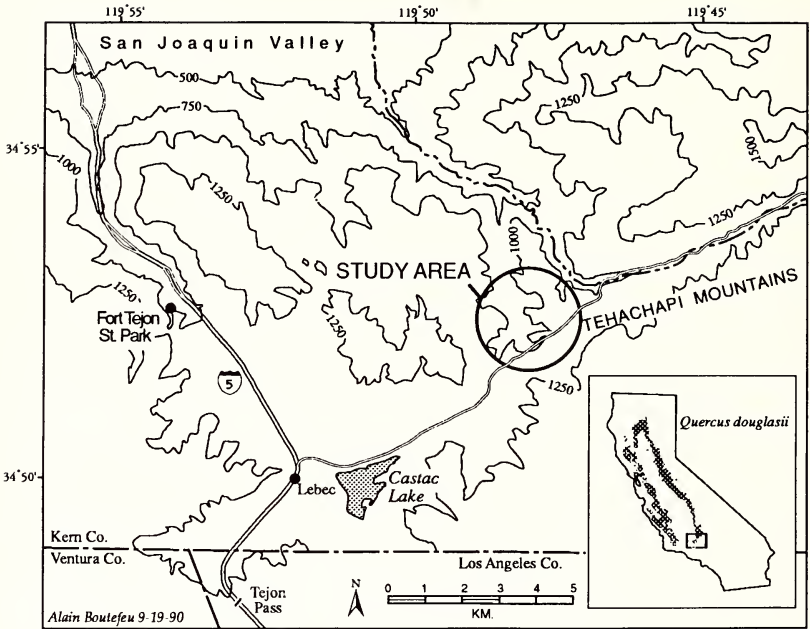 119°55'
119°50'
119°45'
San Joaquin Valley
500
750
1250
1250
1500
34°55'
1000
1250
1000
1250
STUDY AREA
TEHACHAPI MOUNTAINS
1250
Fort Tejon
St. Park
1250
5
1250
Quercus douglasii
34°50'
Lebec
Castac
Lake
Kern Co.
Ventura Co.
Los Angeles Co.
N
0 1 2 3 4 5
KM.
Tejon
Pass
Alain Boutefeu 9-19-90